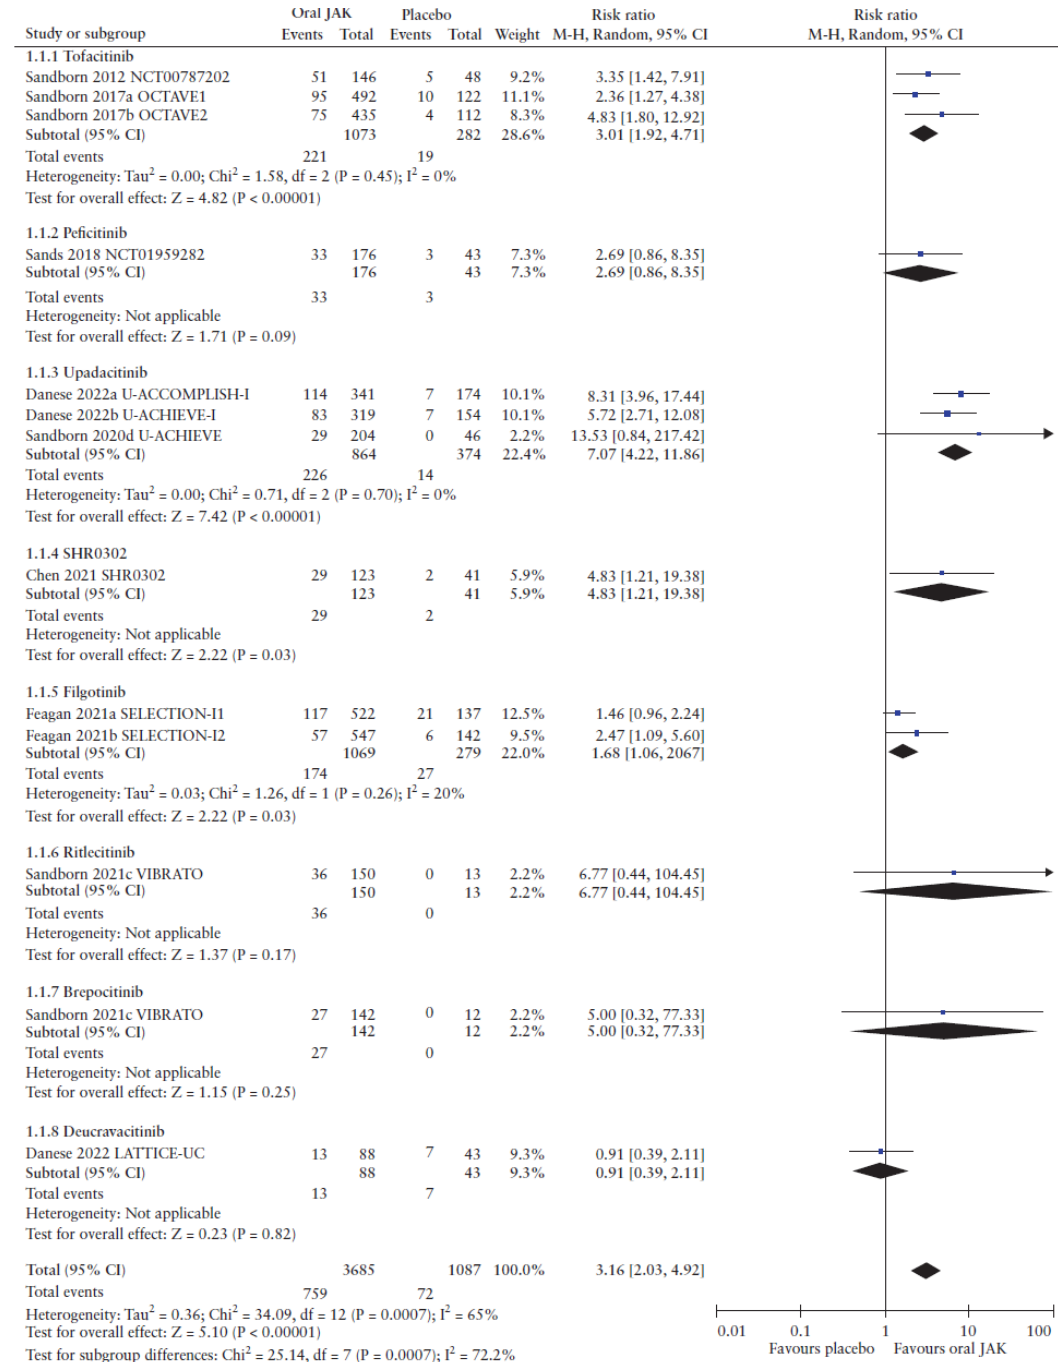 Oral JAK Placebo Risk ratio Risk ratio
Study or subgroup Events Total Events Total Weight M-H, Random, 95% CI M-H, Random, 95% CI
1.1.1 Tofacitinib
Sandborn 2012 NCT00787202 51 146 5 48 9.2% 3.35 [1.42, 7.91]
Sandborn 2017a OCTAVE1 95 492 10 122 11.1% 2.36 [1.27, 4.38]
Sandborn 2017b OCTAVE2 75 435 4 112 8.3% 4.83 [1.80, 12.92]
Subtotal (95% CI) 1073 282 28.6% 3.01 [1.92, 4.71]
Total events 221 19
Heterogeneity: Tau² = 0.00; Chi² = 1.58, df = 2 (P = 0.45); I² = 0%
Test for overall effect: Z = 4.82 (P < 0.00001)
1.1.2 Peficitinib
Sands 2018 NCT01959282 33 176 3 43 7.3% 2.69 [0.86, 8.35]
Subtotal (95% CI) 176 43 7.3% 2.69 [0.86, 8.35]
Total events 33 3
Heterogeneity: Not applicable
Test for overall effect: Z = 1.71 (P = 0.09)
1.1.3 Upadacitinib
Danese 2022a U-ACCOMPLISH-I 114 341 7 174 10.1% 8.31 [3.96, 17.44]
Danese 2022b U-ACHIEVE-I 83 319 7 154 10.1% 5.72 [2.71, 12.08]
Sandborn 2020d U-ACHIEVE 29 204 0 46 2.2% 13.53 [0.84, 217.42]
Subtotal (95% CI) 864 374 22.4% 7.07 [4.22, 11.86]
Total events 226 14
Heterogeneity: Tau² = 0.00; Chi² = 0.71, df = 2 (P = 0.70); I² = 0%
Test for overall effect: Z = 7.42 (P < 0.00001)
1.1.4 SHR0302
Chen 2021 SHR0302 29 123 2 41 5.9% 4.83 [1.21, 19.38]
Subtotal (95% CI) 123 41 5.9% 4.83 [1.21, 19.38]
Total events 29 2
Heterogeneity: Not applicable
Test for overall effect: Z = 2.22 (P = 0.03)
1.1.5 Filgotinib
Feagan 2021a SELECTION-I1 117 522 21 137 12.5% 1.46 [0.96, 2.24]
Feagan 2021b SELECTION-I2 57 547 6 142 9.5% 2.47 [1.09, 5.60]
Subtotal (95% CI) 1069 279 22.0% 1.68 [1.06, 2067]
Total events 174 27
Heterogeneity: Tau² = 0.03; Chi² = 1.26, df = 1 (P = 0.26); I² = 20%
Test for overall effect: Z = 2.22 (P = 0.03)
1.1.6 Ritlecitinib
Sandborn 2021c VIBRATO 36 150 0 13 2.2% 6.77 [0.44, 104.45]
Subtotal (95% CI) 150 13 2.2% 6.77 [0.44, 104.45]
Total events 36 0
Heterogeneity: Not applicable
Test for overall effect: Z = 1.37 (P = 0.17)
1.1.7 Brepocitinib
Sandborn 2021c VIBRATO 27 142 0 12 2.2% 5.00 [0.32, 77.33]
Subtotal (95% CI) 142 12 2.2% 5.00 [0.32, 77.33]
Total events 27 0
Heterogeneity: Not applicable
Test for overall effect: Z = 1.15 (P = 0.25)
1.1.8 Deucravacitinib
Danese 2022 LATTICE-UC 13 88 7 43 9.3% 0.91 [0.39, 2.11]
Subtotal (95% CI) 88 43 9.3% 0.91 [0.39, 2.11]
Total events 13 7
Heterogeneity: Not applicable
Test for overall effect: Z = 0.23 (P = 0.82)
Total (95% CI) 3685 1087 100.0% 3.16 [2.03, 4.92]
Total events 759 72
Heterogeneity: Tau² = 0.36; Chi² = 34.09, df = 12 (P = 0.0007); I² = 65%
Test for overall effect: Z = 5.10 (P < 0.00001)
Test for subgroup differences: Chi² = 25.14, df = 7 (P = 0.0007); I² = 72.2%
0.01 0.1 1 10 100
Favours placebo Favours oral JAK